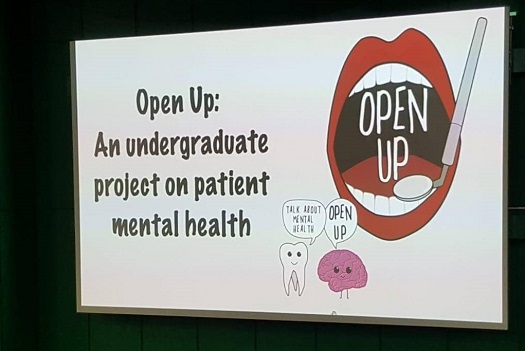 Open Up:
An undergraduate
project on patient
mental health
OPEN
UP
TALK ABOUT
MENTAL
HEALTH
OPEN
UP